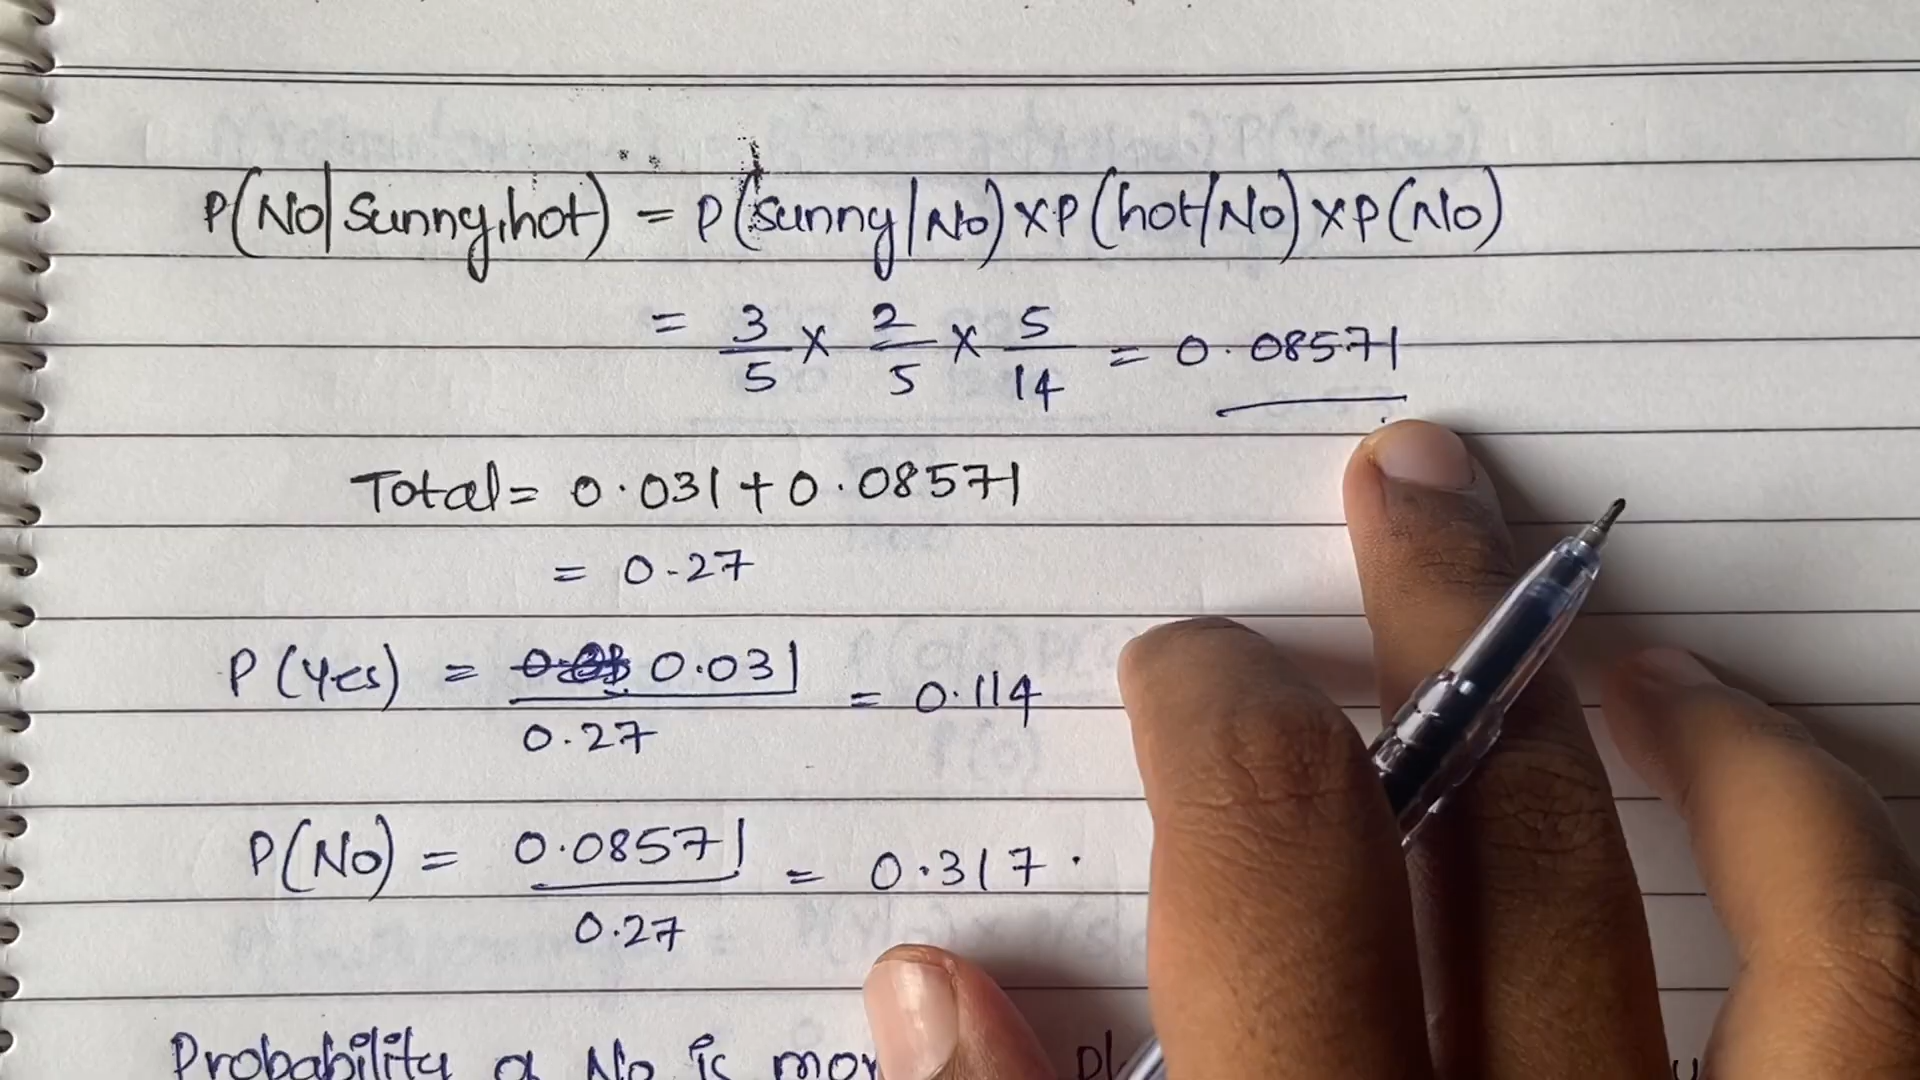 P(No|Sunny,hot) = P(sunny/No)xP(hot/No)xP(No)
= 3/5 x 2/5 x 5/14 = 0.08571
Total = 0.031+0.08571
= 0.27
P(Yes) = 0.031/0.27 = 0.114
P(No) = 0.08571/0.27 = 0.317.
Probability of No is